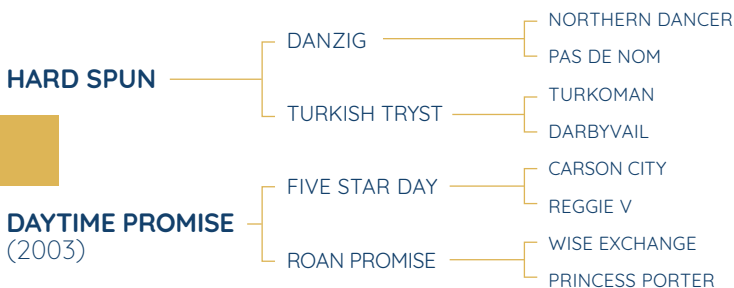 HARD SPUN
DANZIG
NORTHERN DANCER
PAS DE NOM
TURKISH TRYST
TURKOMAN
DARBYVAIL
DAYTIME PROMISE
(2003)
FIVE STAR DAY
CARSON CITY
REGGIE V
ROAN PROMISE
WISE EXCHANGE
PRINCESS PORTER